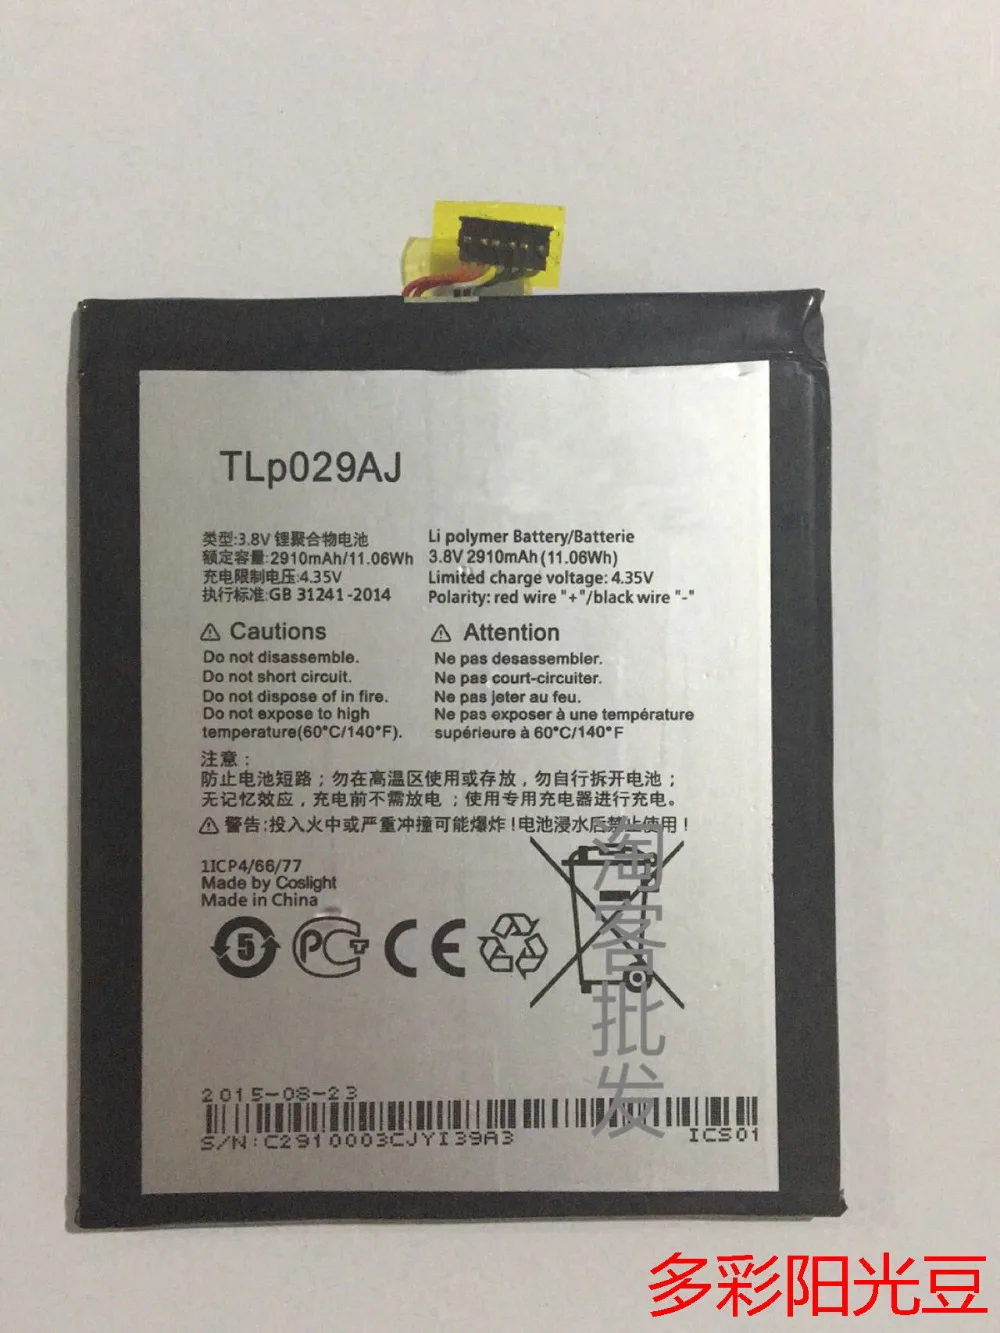 TLp029AJ
类型:3.8V 锂聚合物电池
额定容量:2910mAh/11.06Wh
充电限制电压:4.35V
执行标准:GB 31241-2014
Li polymer Battery/Batterie
3.8V 2910mAh(11.06Wh)
Limited charge voltage: 4.35V
Polarity: red wire "+"/black wire "-"
⚠ Cautions
Do not disassemble.
Do not short circuit.
Do not dispose of in fire.
Do not expose to high
temperature(60°C/140°F).
⚠ Attention
Ne pas desassembler.
Ne pas court-circuiter.
Ne pas jeter au feu.
Ne pas exposer à une température
supérieure à 60°C/140°F
注意：
防止电池短路；勿在高温区使用或存放，勿自行拆开电池；
无记忆效应，充电前不需放电；使用专用充电器进行充电。
⚠ 警告:投入火中或严重冲撞可能爆炸！电池浸水后禁止使用！
1ICP4/66/77
Made by Coslight
Made in China
5
CE
2015-08-23
S/N:C2910003CJYI39A3
ICS01
淘客批发
多彩阳光豆